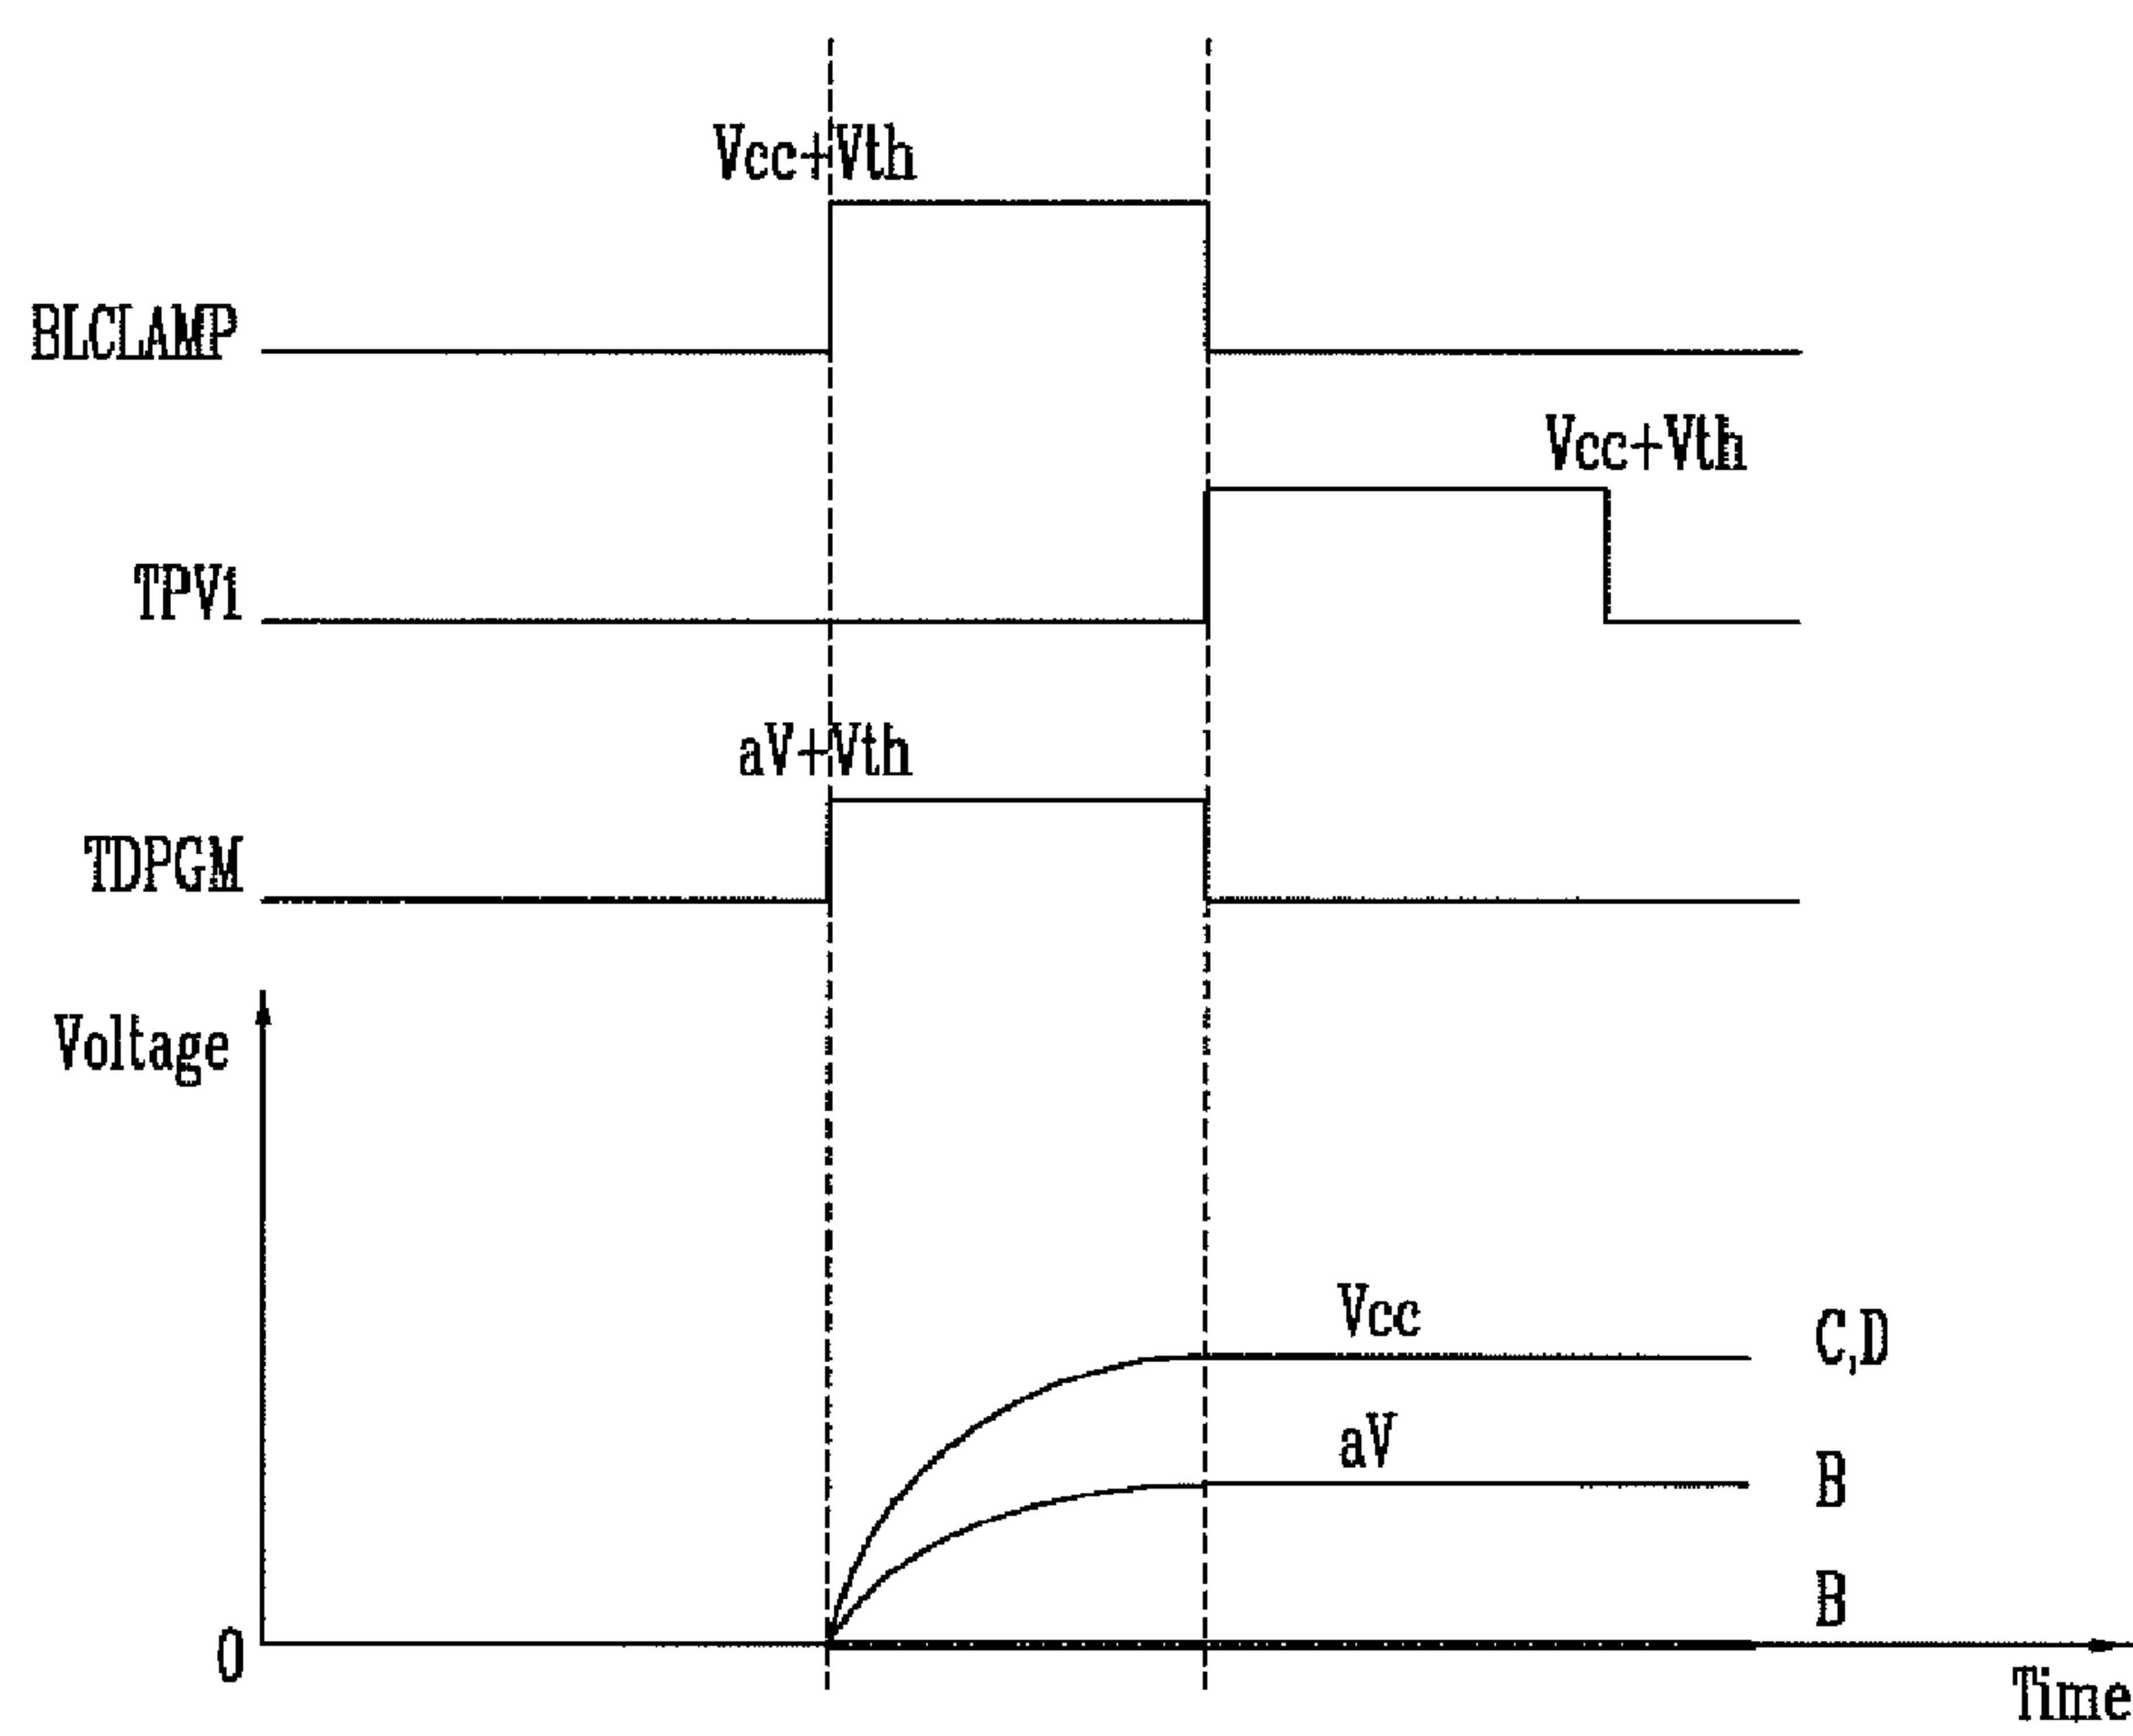 Vcc+Vth
BLCLAMP
Vcc+Vth
TPVi
aV+Vth
TDPGM
Voltage
Vcc
C,D
aV
B
B
0
Time